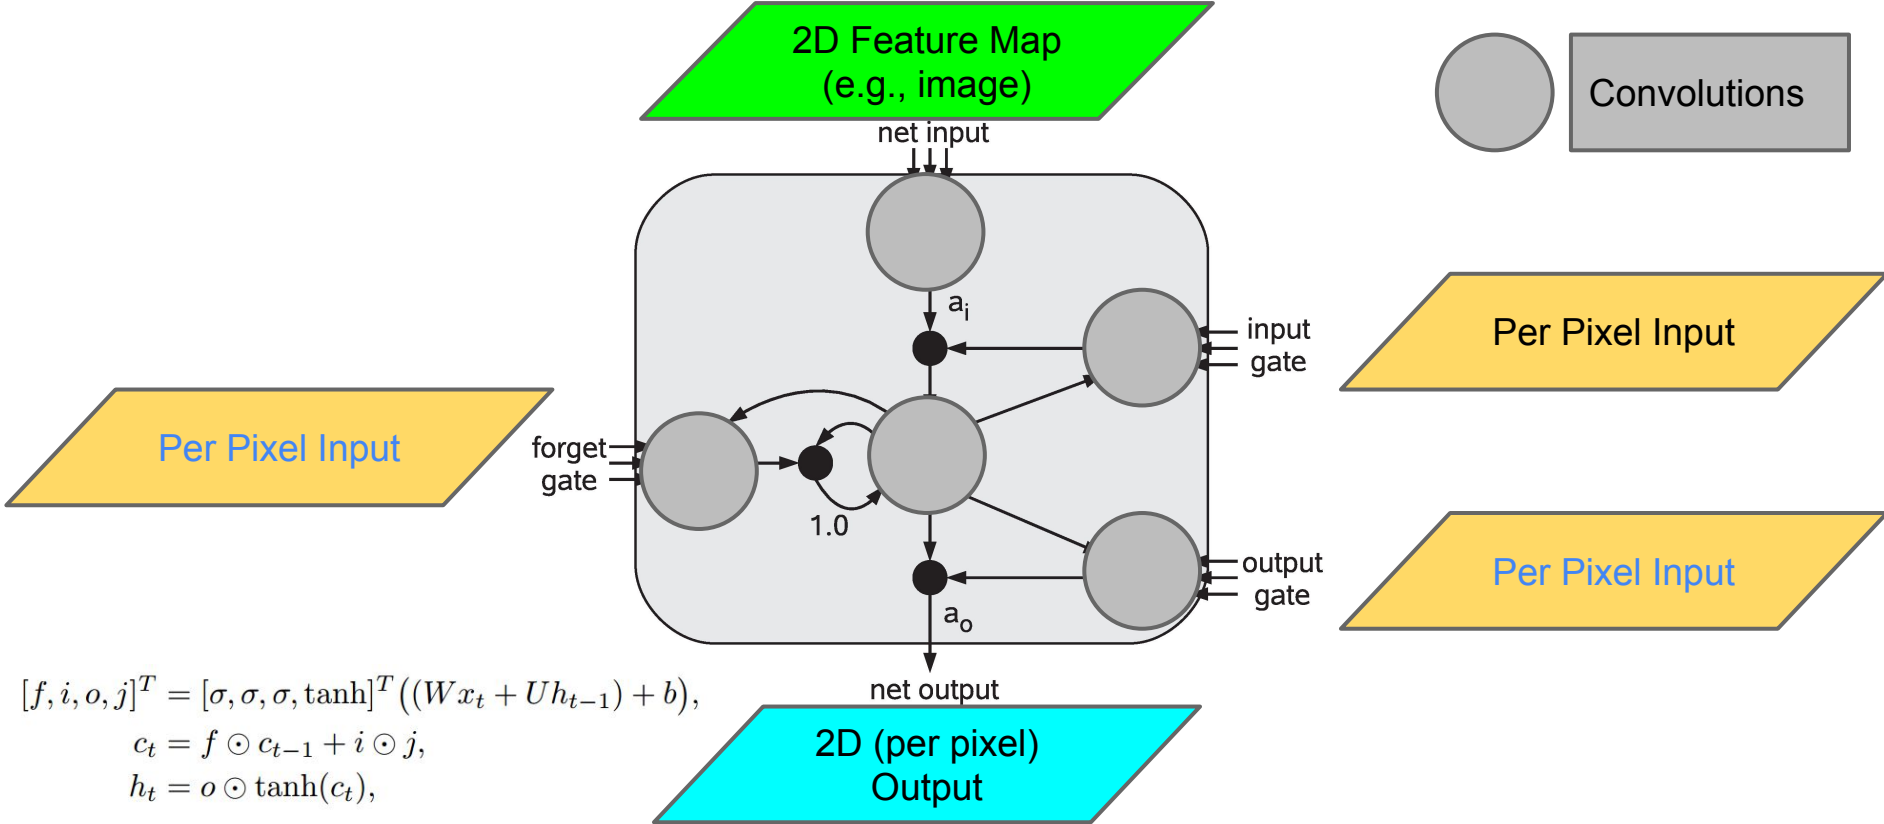 2D Feature Map
(e.g., image)
Convolutions
net input
a_i
input
gate
Per Pixel Input
Per Pixel Input
forget
gate
1.0
output
gate
Per Pixel Input
a_o
net output
[f, i, o, j]^T = [σ, σ, σ, tanh]^T ((Wx_t + Uh_{t−1}) + b),
c_t = f ⊙ c_{t−1} + i ⊙ j,
h_t = o ⊙ tanh(c_t),
2D (per pixel)
Output